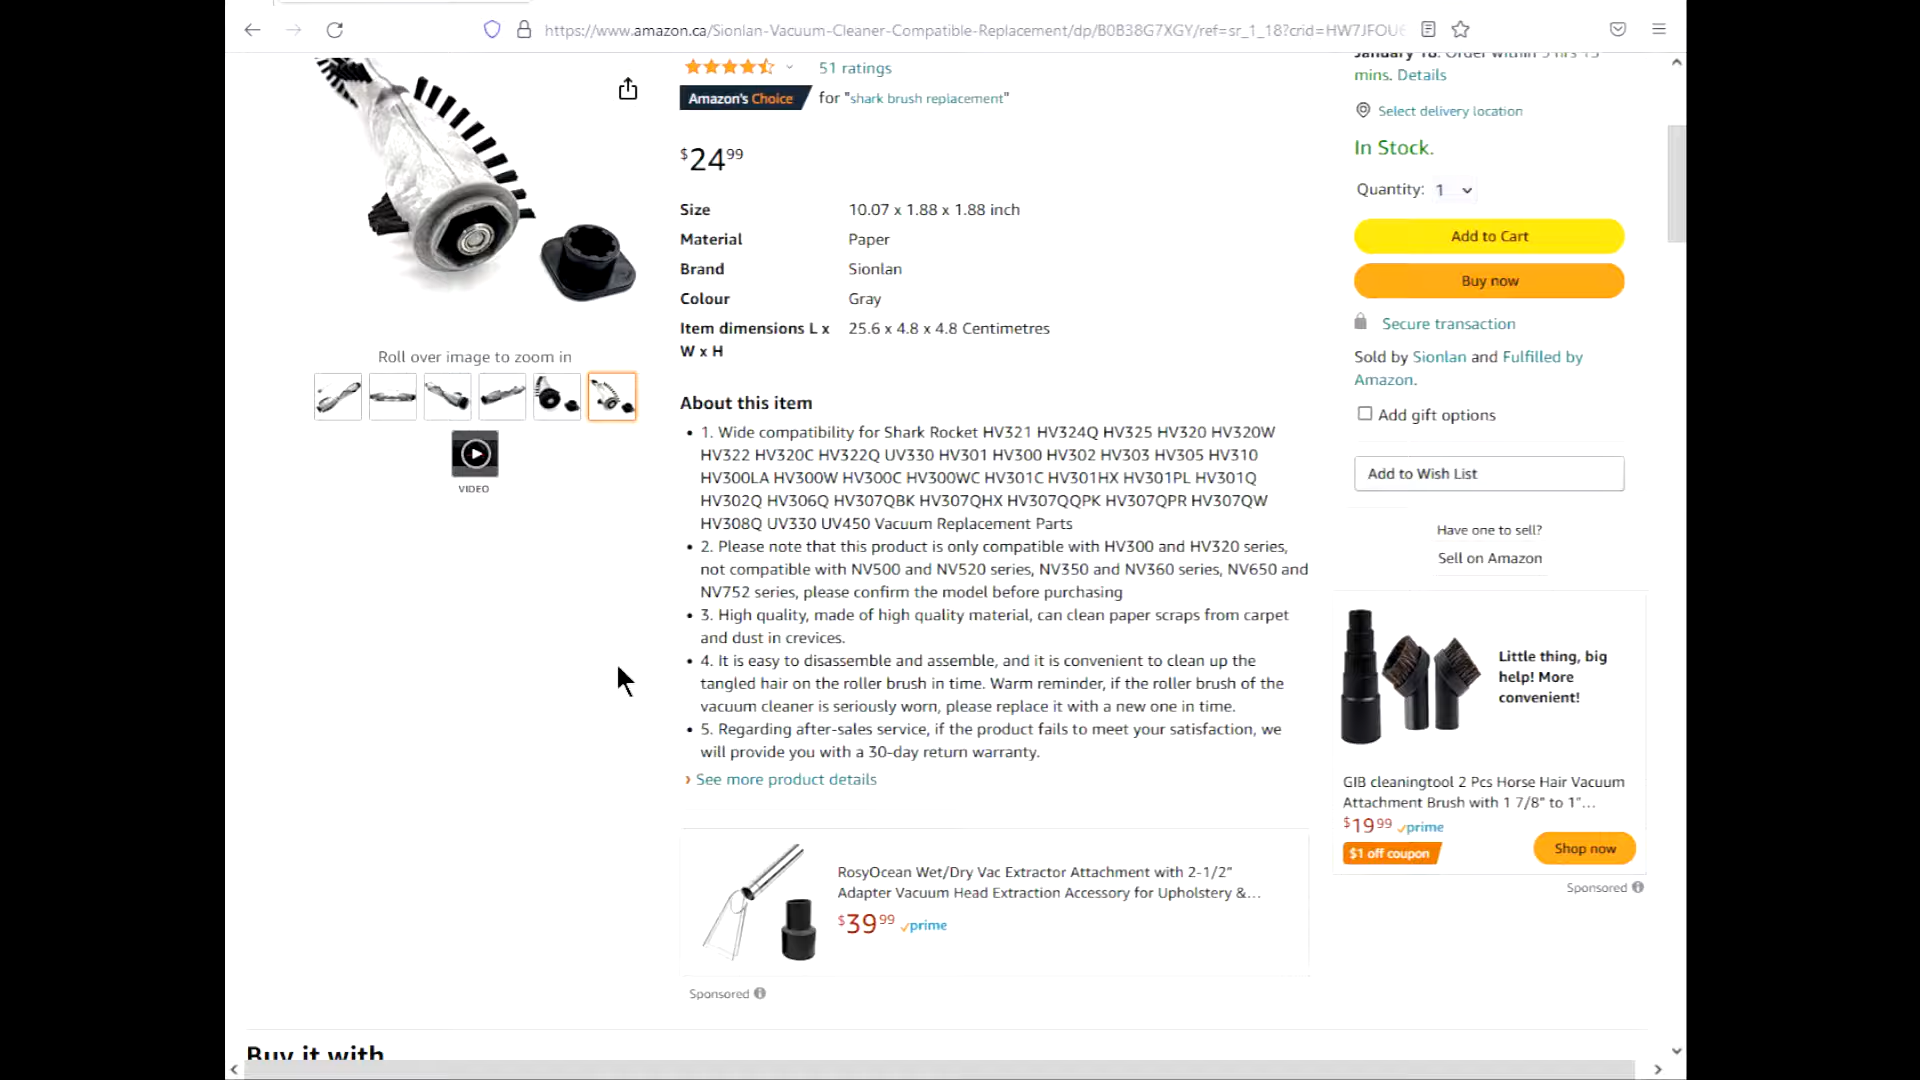 https://www.amazon.ca/Sionlan-Vacuum-Cleaner-Compatible-Replacement/dp/B0B38G7XGY/ref=sr_1_18?crid=HW7JFOU6
51 ratings
Amazon's Choice for "shark brush replacement"
$24 99
Size 10.07 x 1.88 x 1.88 inch
Material Paper
Brand Sionlan
Colour Gray
Item dimensions L x 25.6 x 4.8 x 4.8 Centimetres
W x H
Roll over image to zoom in
VIDEO
About this item
• 1. Wide compatibility for Shark Rocket HV321 HV324Q HV325 HV320 HV320W
HV322 HV320C HV322Q UV330 HV301 HV300 HV302 HV303 HV305 HV310
HV300LA HV300W HV300C HV300WC HV301C HV301HX HV301PL HV301Q
HV302Q HV306Q HV307QBK HV307QHX HV307QQPK HV307QPR HV307QW
HV308Q UV330 UV450 Vacuum Replacement Parts
• 2. Please note that this product is only compatible with HV300 and HV320 series,
not compatible with NV500 and NV520 series, NV350 and NV360 series, NV650 and
NV752 series, please confirm the model before purchasing
• 3. High quality, made of high quality material, can clean paper scraps from carpet
and dust in crevices.
• 4. It is easy to disassemble and assemble, and it is convenient to clean up the
tangled hair on the roller brush in time. Warm reminder, if the roller brush of the
vacuum cleaner is seriously worn, please replace it with a new one in time.
• 5. Regarding after-sales service, if the product fails to meet your satisfaction, we
will provide you with a 30-day return warranty.
› See more product details
RosyOcean Wet/Dry Vac Extractor Attachment with 2-1/2"
Adapter Vacuum Head Extraction Accessory for Upholstery &...
$39 99 prime
Sponsored
Buy it with
January 18. Order within
mins. Details
Select delivery location
In Stock.
Quantity: 1
Add to Cart
Buy now
Secure transaction
Sold by Sionlan and Fulfilled by
Amazon.
Add gift options
Add to Wish List
Have one to sell?
Sell on Amazon
Little thing, big
help! More
convenient!
GIB cleaningtool 2 Pcs Horse Hair Vacuum
Attachment Brush with 1 7/8" to 1"...
$19 99 prime
$1 off coupon
Shop now
Sponsored